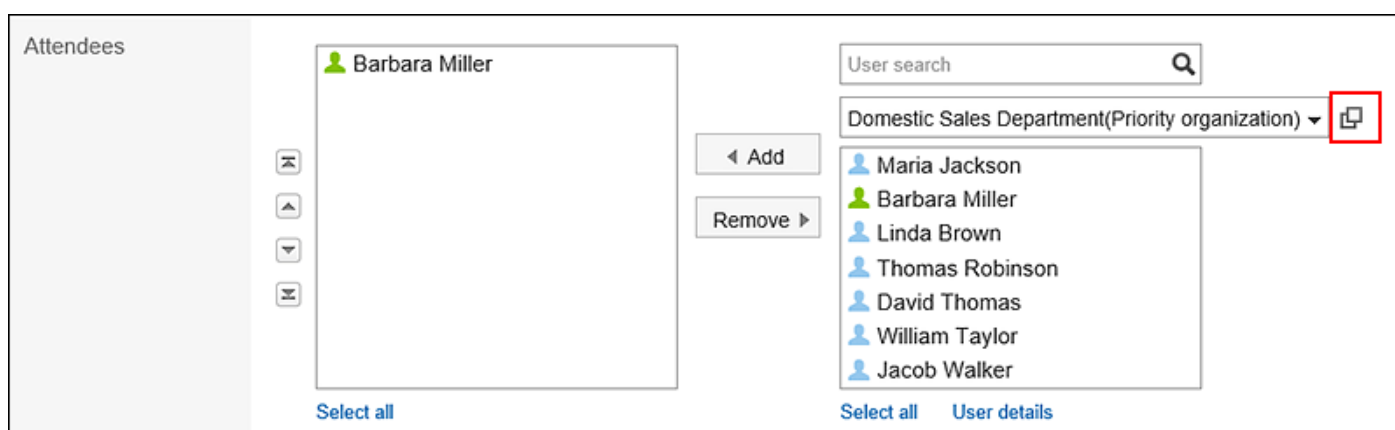 Attendees
Barbara Miller
Select all
Add
Remove
User search
Domestic Sales Department(Priority organization)
Maria Jackson
Barbara Miller
Linda Brown
Thomas Robinson
David Thomas
William Taylor
Jacob Walker
Select all User details